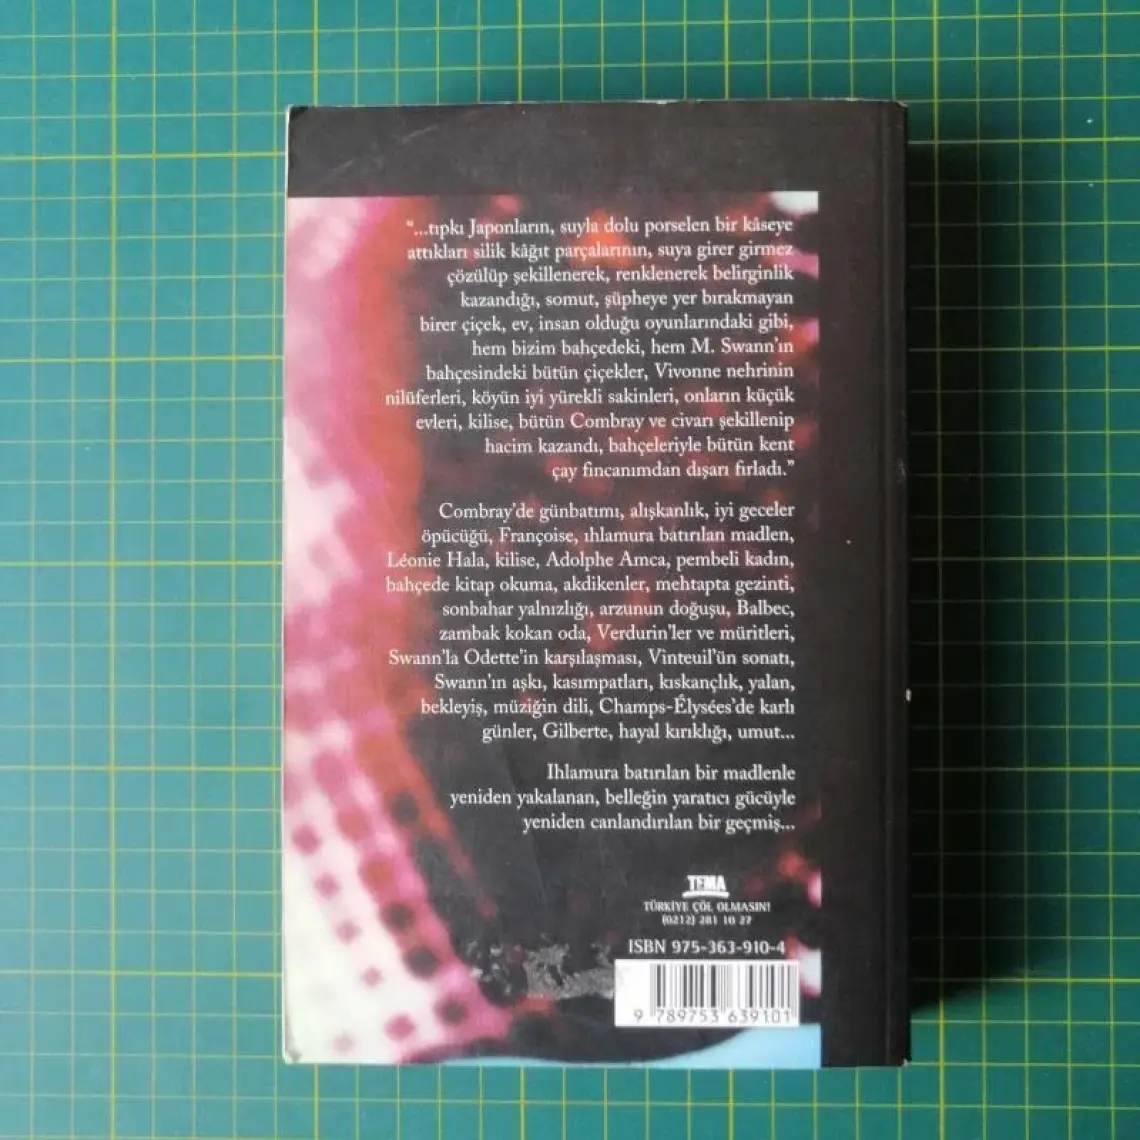 “...tıpkı Japonların, suyla dolu porselen bir kâseye
attıkları silik kâğıt parçalarının, suya girer girmez
çözülüp şekillenerek, renklenerek belirginlik
kazandığı, somut, şüpheye yer bırakmayan
birer çiçek, ev, insan olduğu oyunlarındaki gibi,
hem bizim bahçedeki, hem M. Swann’ın
bahçesindeki bütün çiçekler, Vivonne nehrinin
nilüferleri, köyün iyi yürekli sakinleri, onların küçük
evleri, kilise, bütün Combray ve civarı şekillenip
hacim kazandı, bahçeleriyle bütün kent
çay fincanımdan dışarı fırladı.”
Combray’de günbatımı, alışkanlık, iyi geceler
öpücüğü, Françoise, ıhlamura batırılan madlen,
Léonie Hala, kilise, Adolphe Amca, pembeli kadın,
bahçede kitap okuma, akdikenler, mehtapta gezinti,
sonbahar yalnızlığı, arzunun doğuşu, Balbec,
zambak kokan oda, Verdurin’ler ve müritleri,
Swann’la Odette’in karşılaşması, Vinteuil’ün sonatı,
Swann’ın aşkı, kasımpatları, kıskançlık, yalan,
bekleyiş, müziğin dili, Champs-Élysées’de karlı
günler, Gilberte, hayal kırıklığı, umut...
Ihlamura batırılan bir madlenle
yeniden yakalanan, belleğin yaratıcı gücüyle
yeniden canlandırılan bir geçmiş...
TEMA
TÜRKİYE ÇÖL OLMASIN!
(0212) 281 10 27
ISBN 975-363-910-4
9 789753 639101